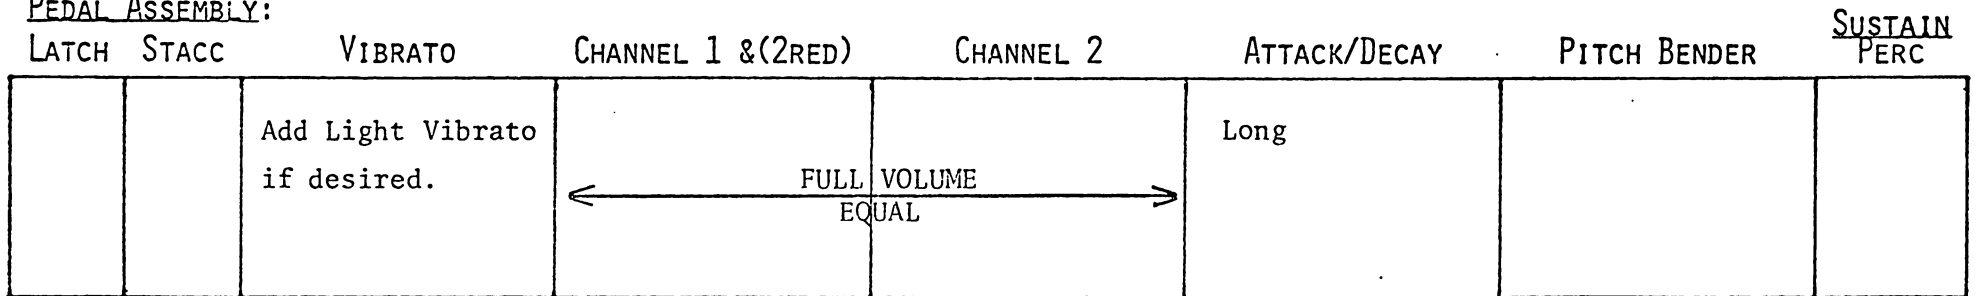 PEDAL ASSEMBLY:
LATCH STACC VIBRATO CHANNEL 1 &(2RED) CHANNEL 2 ATTACK/DECAY PITCH BENDER SUSTAIN
PERC
Add Light Vibrato
if desired.
FULL VOLUME
EQUAL
Long